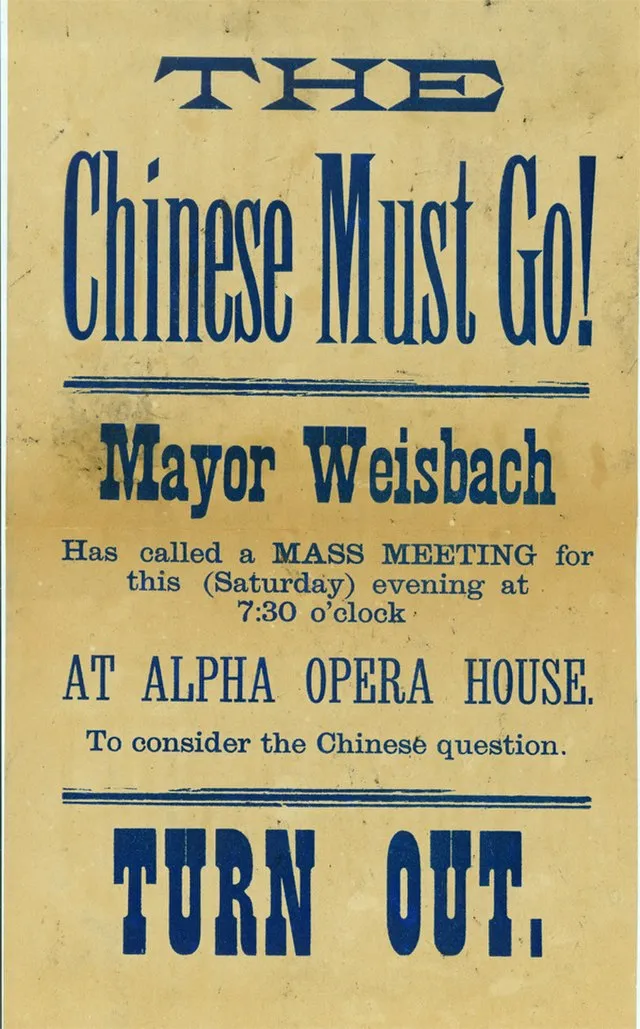 THE
Chinese Must Go!
Mayor Weisbach
Has called a MASS MEETING for
this (Saturday) evening at
7:30 o'clock
AT ALPHA OPERA HOUSE.
To consider the Chinese question.
TURN OUT.